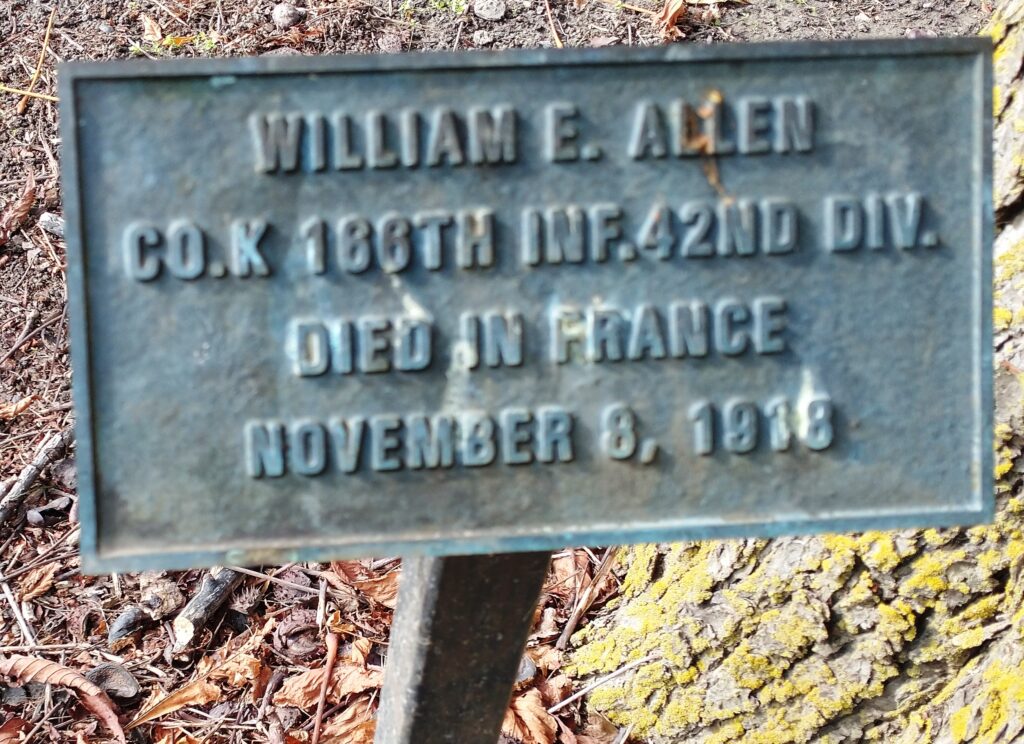 WILLIAM E. ALLEN
CO.K 166TH INF.42ND DIV.
DIED IN FRANCE
NOVEMBER 8, 1918